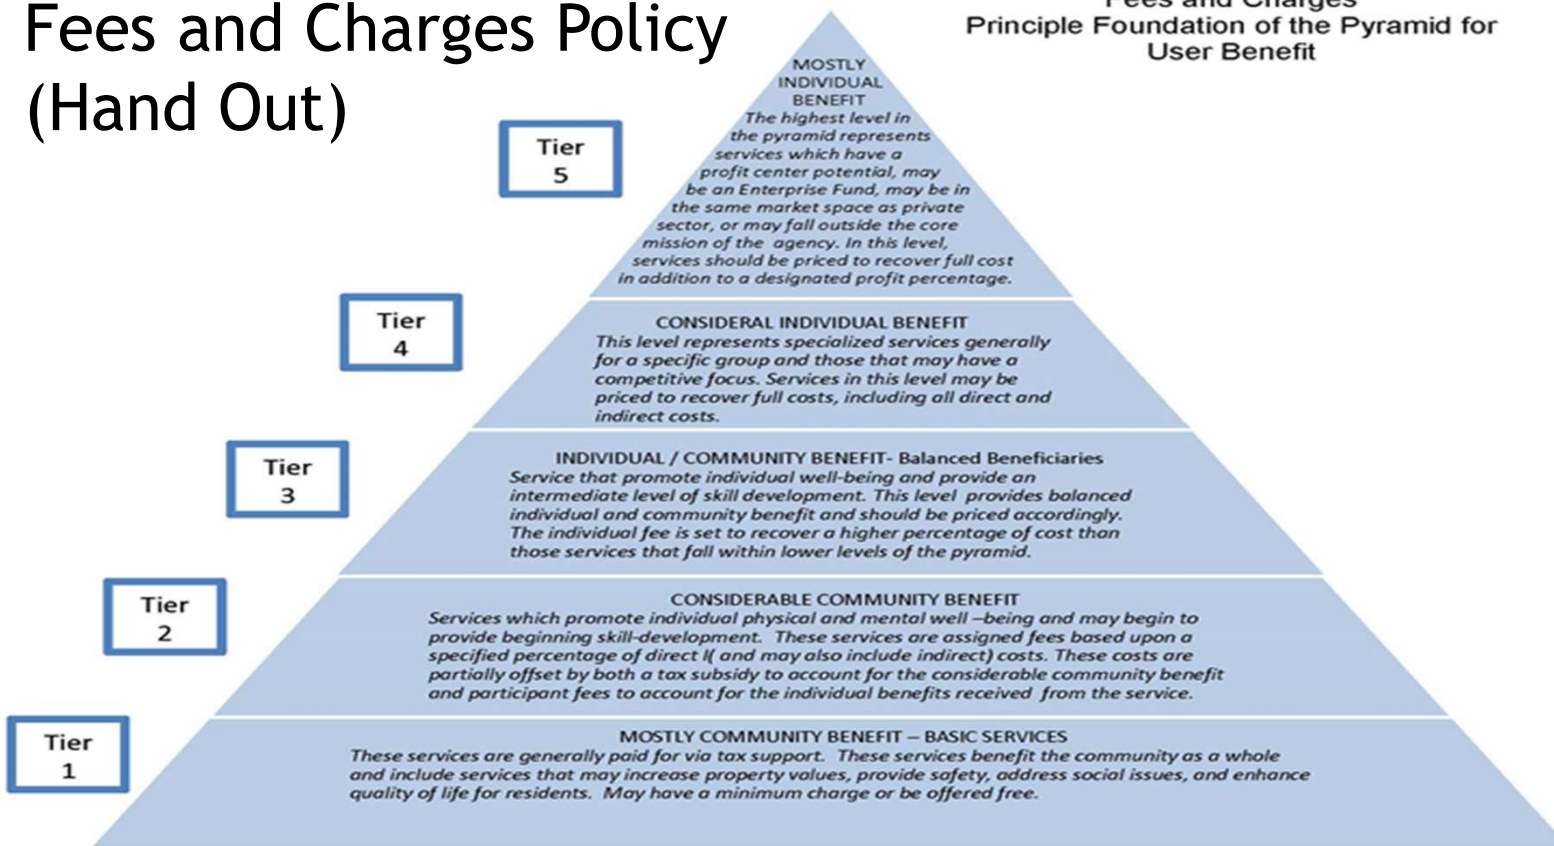 Fees and Charges Policy
(Hand Out)
Fees and Charges
Principle Foundation of the Pyramid for
User Benefit
Tier
5
MOSTLY
INDIVIDUAL
BENEFIT
The highest level in
the pyramid represents
services which have a
profit center potential, may
be an Enterprise Fund, may be in
the same market space as private
sector, or may fall outside the core
mission of the agency. In this level,
services should be priced to recover full cost
in addition to a designated profit percentage.
Tier
4
CONSIDERAL INDIVIDUAL BENEFIT
This level represents specialized services generally
for a specific group and those that may have a
competitive focus. Services in this level may be
priced to recover full costs, including all direct and
indirect costs.
Tier
3
INDIVIDUAL / COMMUNITY BENEFIT- Balanced Beneficiaries
Service that promote individual well-being and provide an
intermediate level of skill development. This level provides balanced
individual and community benefit and should be priced accordingly.
The individual fee is set to recover a higher percentage of cost than
those services that fall within lower levels of the pyramid.
Tier
2
CONSIDERABLE COMMUNITY BENEFIT
Services which promote individual physical and mental well –being and may begin to
provide beginning skill-development. These services are assigned fees based upon a
specified percentage of direct l( and may also include indirect) costs. These costs are
partially offset by both a tax subsidy to account for the considerable community benefit
and participant fees to account for the individual benefits received from the service.
Tier
1
MOSTLY COMMUNITY BENEFIT – BASIC SERVICES
These services are generally paid for via tax support. These services benefit the community as a whole
and include services that may increase property values, provide safety, address social issues, and enhance
quality of life for residents. May have a minimum charge or be offered free.